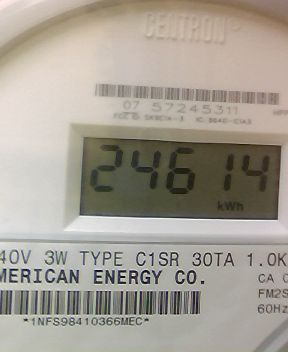 CENTRON®
07 57245311
24614
kWh
40V 3W TYPE C1SR 30TA 1.0K
MERICAN ENERGY CO.
CA 
FM2S
60Hz
*1NFS98410366MEC*